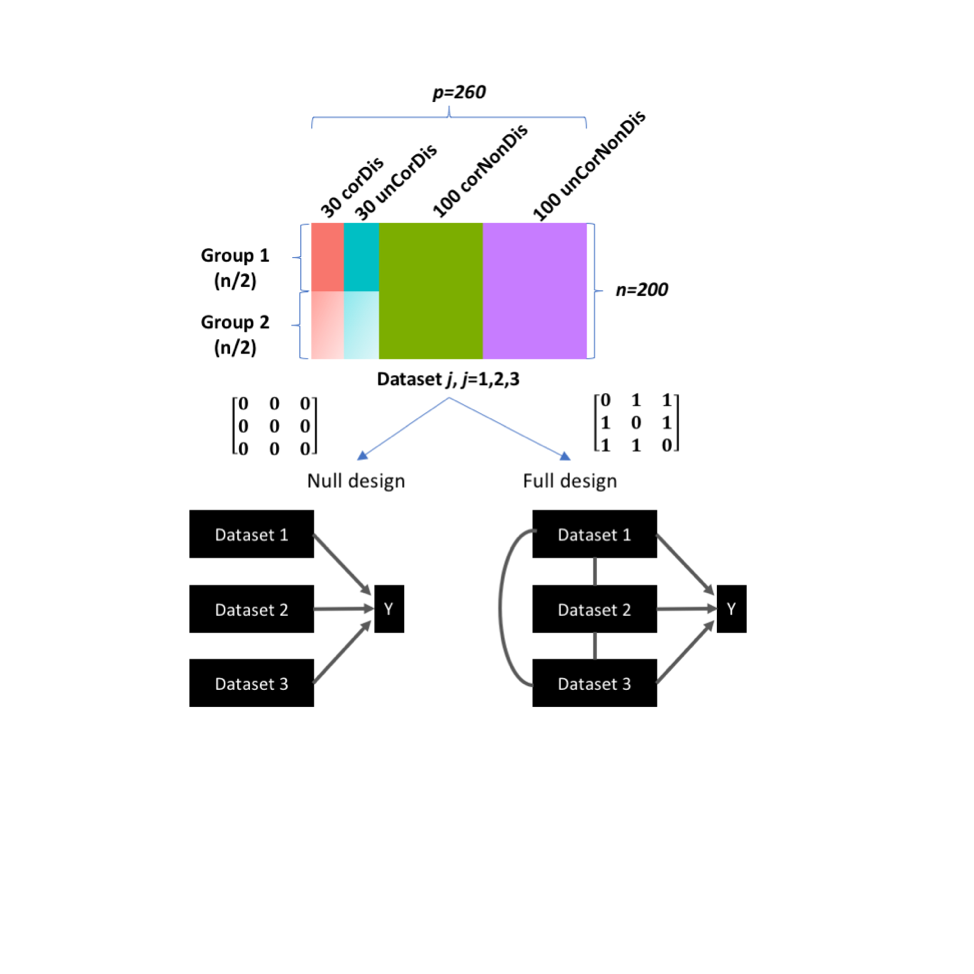 p=260
30 corDis
30 unCorDis
100 corNonDis
100 unCorNonDis
Group 1
(n/2)
Group 2
(n/2)
n=200
Dataset j, j=1,2,3
0 0 0
0 0 0
0 0 0
0 1 1
1 0 1
1 1 0
Null design
Full design
Dataset 1
Dataset 2
Dataset 3
Y
Dataset 1
Dataset 2
Dataset 3
Y